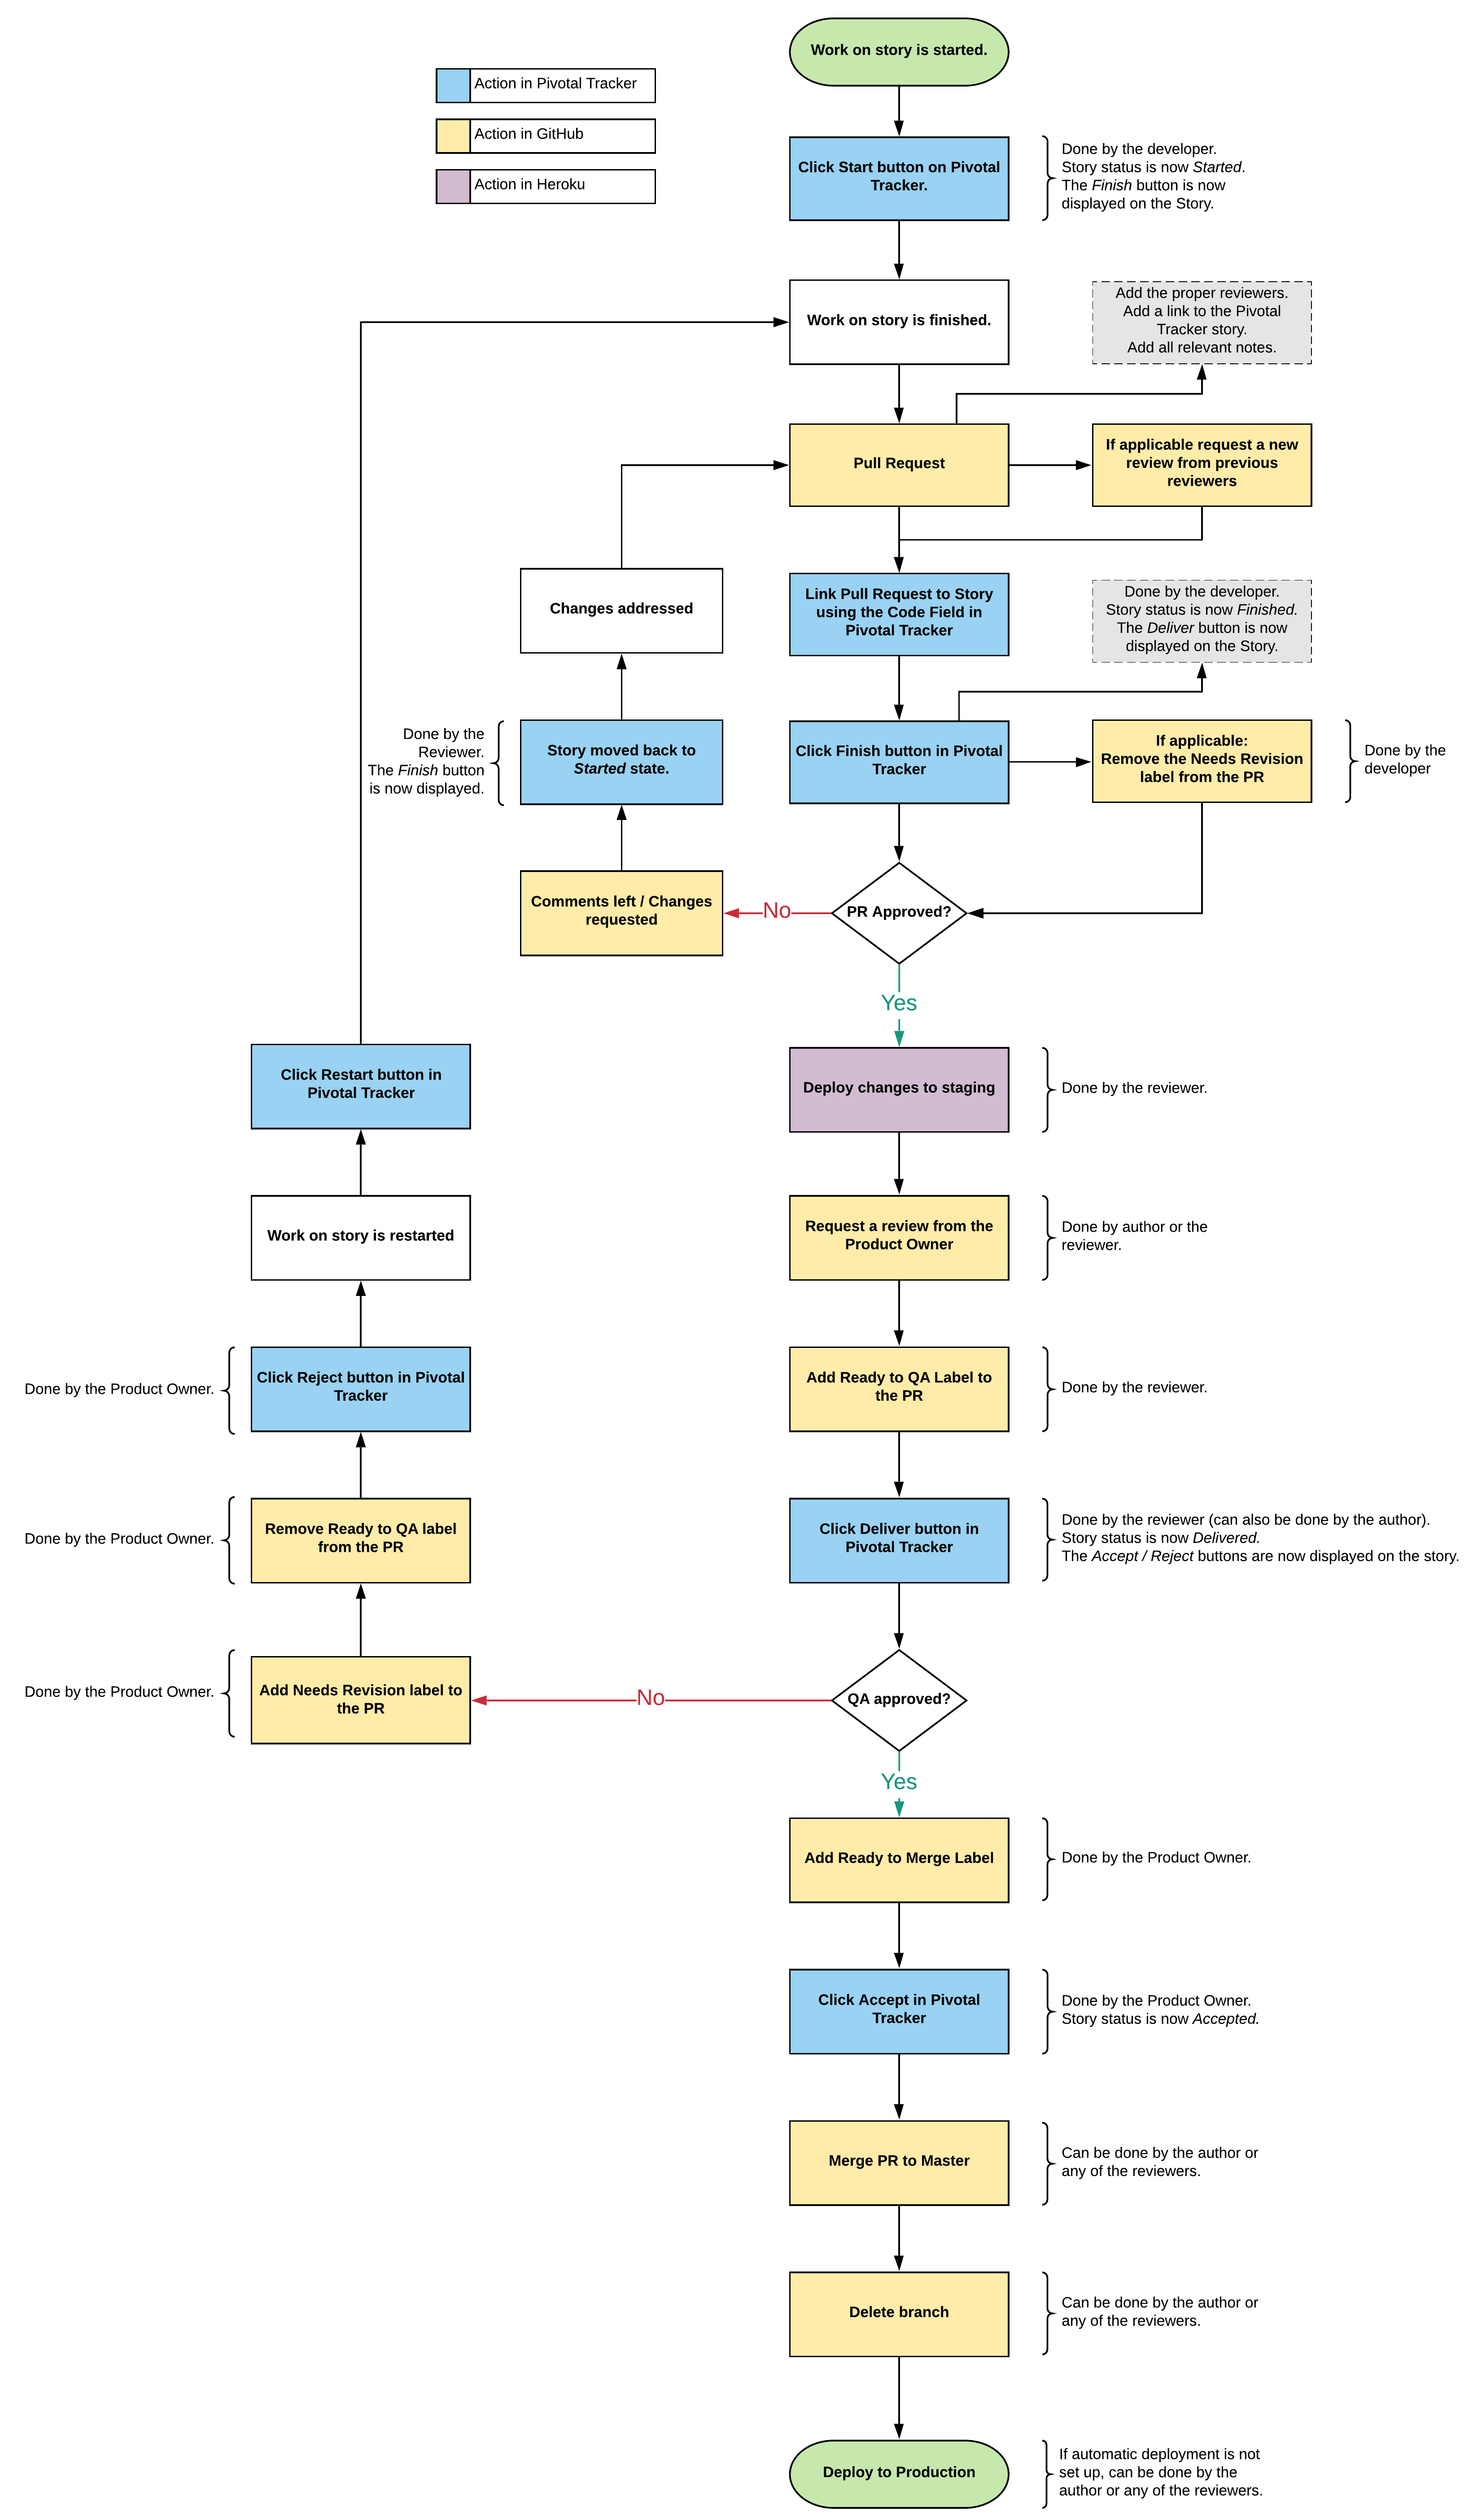 Work on story is started.
Action in Pivotal Tracker
Action in GitHub
Action in Heroku
Click Start button on Pivotal
Tracker.
Done by the developer.
Story status is now Started.
The Finish button is now
displayed on the Story.
Work on story is finished.
Add the proper reviewers.
Add a link to the Pivotal
Tracker story.
Add all relevant notes.
Pull Request
If applicable request a new
review from previous
reviewers
Changes addressed
Link Pull Request to Story
using the Code Field in
Pivotal Tracker
Done by the developer.
Story status is now Finished.
The Deliver button is now
displayed on the Story.
Done by the
Reviewer.
The Finish button
is now displayed.
Story moved back to
Started state.
Click Finish button in Pivotal
Tracker
If applicable:
Remove the Needs Revision
label from the PR
Done by the
developer
Comments left / Changes
requested
No
PR Approved?
Yes
Click Restart button in
Pivotal Tracker
Deploy changes to staging
Done by the reviewer.
Work on story is restarted
Request a review from the
Product Owner
Done by author or the
reviewer.
Done by the Product Owner.
Click Reject button in Pivotal
Tracker
Add Ready to QA Label to
the PR
Done by the reviewer.
Done by the Product Owner.
Remove Ready to QA label
from the PR
Click Deliver button in
Pivotal Tracker
Done by the reviewer (can also be done by the author).
Story status is now Delivered.
The Accept / Reject buttons are now displayed on the story.
Done by the Product Owner.
Add Needs Revision label to
the PR
No
QA approved?
Yes
Add Ready to Merge Label
Done by the Product Owner.
Click Accept in Pivotal
Tracker
Done by the Product Owner.
Story status is now Accepted.
Merge PR to Master
Can be done by the author or
any of the reviewers.
Delete branch
Can be done by the author or
any of the reviewers.
Deploy to Production
If automatic deployment is not
set up, can be done by the
author or any of the reviewers.